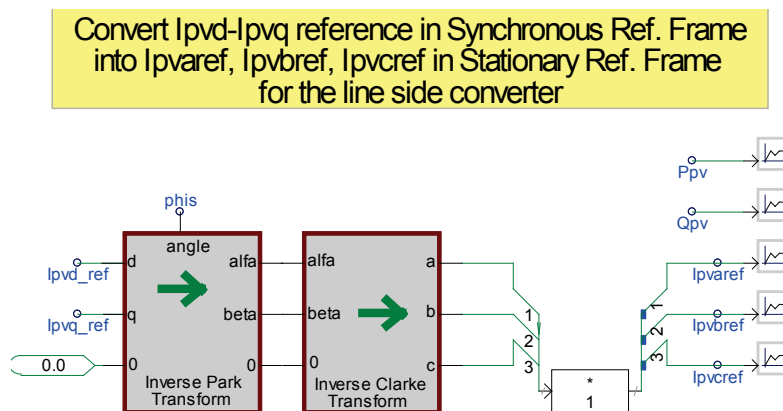 Convert Ipvd-Ipvq reference in Synchronous Ref. Frame
into Ipvaref, Ipvbref, Ipvcref in Stationary Ref. Frame
for the line side converter
phis
angle
d
alfa
alfa
a
Ipvd_ref
q
beta
beta
b
Ipvq_ref
0.0
0
0
0
c
Inverse Park
Transform
Inverse Clarke
Transform
1
2
3
*
1
1
2
3
Ppv
Qpv
Ipvaref
Ipvbref
Ipvcref